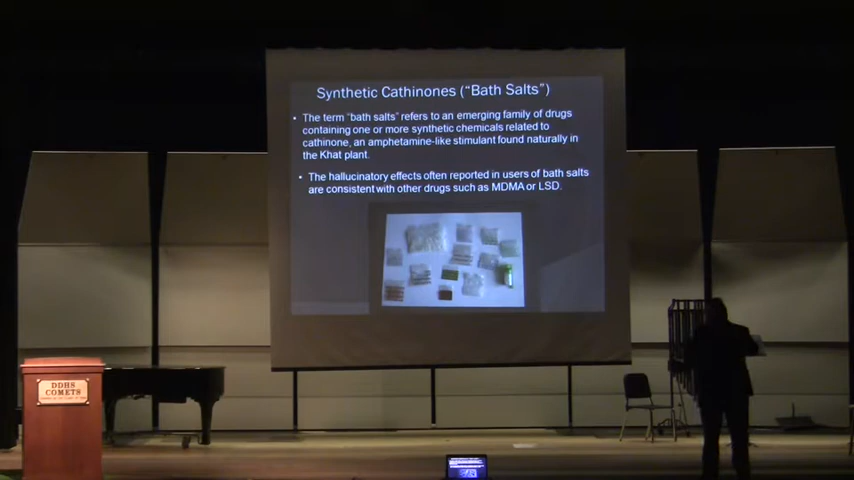 Synthetic Cathinones ("Bath Salts")
• The term "bath salts" refers to an emerging family of drugs
containing one or more synthetic chemicals related to
cathinone, an amphetamine-like stimulant found naturally in
the Khat plant.
• The hallucinatory effects often reported in users of bath salts
are consistent with other drugs such as MDMA or LSD.
DDHS
COMETS